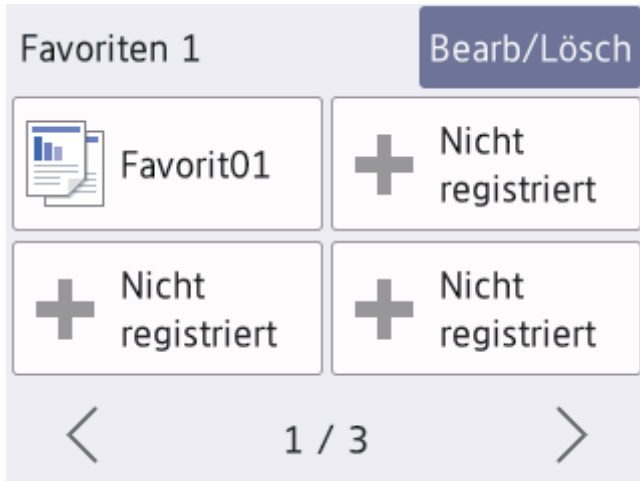 Favoriten 1
Bearb/Lösch
Favorit01
Nicht
registriert
Nicht
registriert
Nicht
registriert
1 / 3